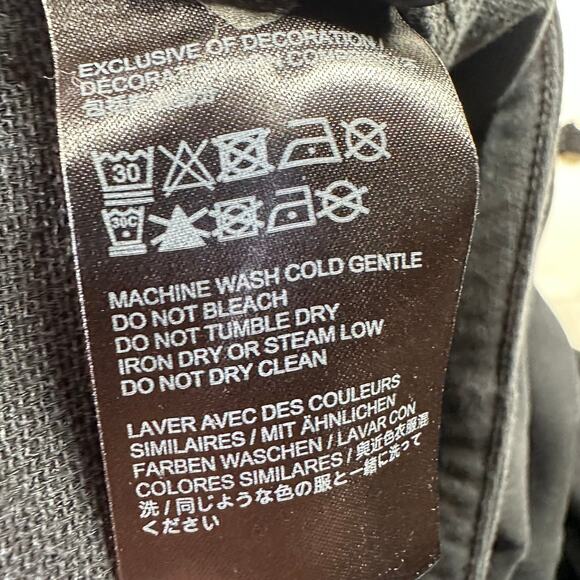 EXCLUSIVE OF DECORATION /
DECORATION
30
30C
MACHINE WASH COLD GENTLE
DO NOT BLEACH
DO NOT TUMBLE DRY
IRON DRY OR STEAM LOW
DO NOT DRY CLEAN
LAVER AVEC DES COULEURS
SIMILAIRES / MIT ÄHNLICHEN
FARBEN WASCHEN / LAVAR CON
COLORES SIMILARES / 與近色衣服混
洗 / 同じような色の服と一緒に洗って
ください